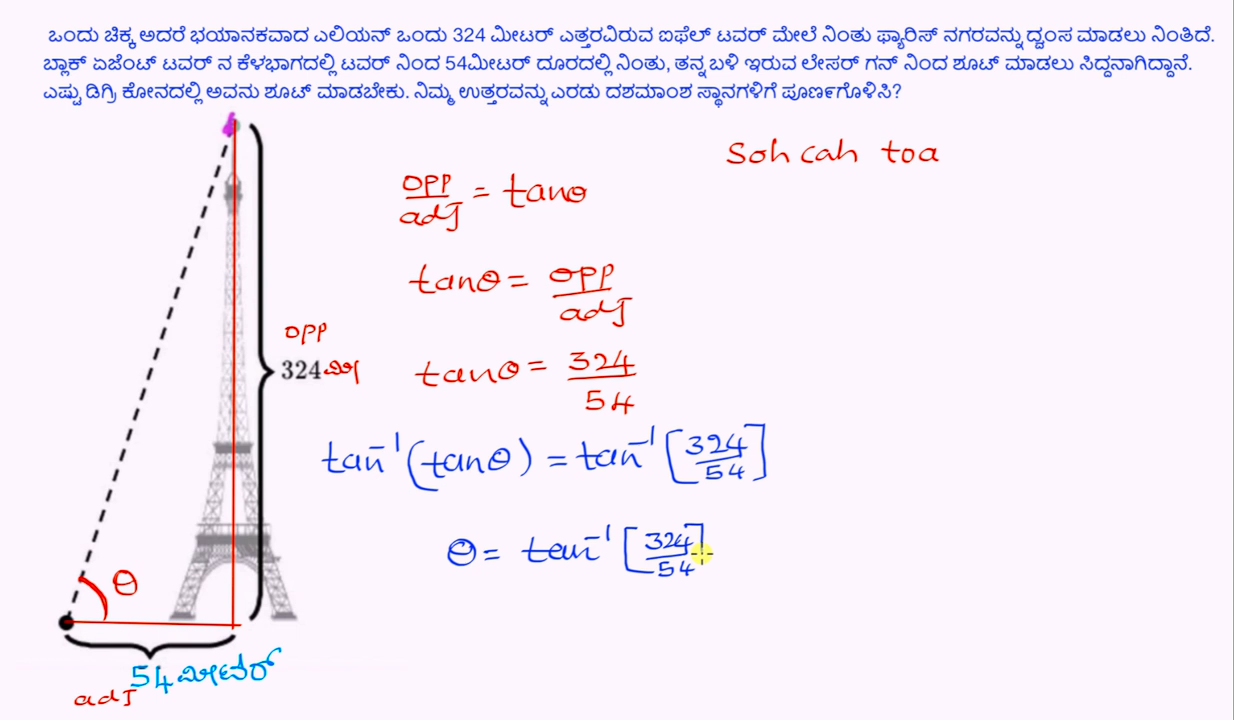 ಒಂದು ಚಿಕ್ಕ ಅದರೆ ಭಯಾನಕವಾದ ಎಲಿಯನ್ ಒಂದು 324 ಮೀಟರ್ ಎತ್ತರವಿರುವ ಐಫೆಲ್ ಟವರ್ ಮೇಲೆ ನಿಂತು ಫ್ಯಾರಿಸ್ ನಗರವನ್ನು ಧ್ವಂಸ ಮಾಡಲು ನಿಂತಿದೆ.
ಬ್ಲಾಕ್ ಏಜೆಂಟ್ ಟವರ್ ನ ಕೆಳಭಾಗದಲ್ಲಿ ಟವರ್ ನಿಂದ 54ಮೀಟರ್ ದೂರದಲ್ಲಿ ನಿಂತು, ತನ್ನ ಬಳಿ ಇರುವ ಲೇಸರ್ ಗನ್ ನಿಂದ ಶೂಟ್ ಮಾಡಲು ಸಿದ್ದನಾಗಿದ್ದಾನೆ.
ಎಷ್ಟು ಡಿಗ್ರಿ ಕೋನದಲ್ಲಿ ಅವನು ಶೂಟ್ ಮಾಡಬೇಕು. ನಿಮ್ಮ ಉತ್ತರವನ್ನು ಎರಡು ದಶಮಾಂಶ ಸ್ಥಾನಗಳಿಗೆ ಪೂರ್ಣಗೊಳಿಸಿ?
Soh cah toa
opp/adj = tanθ
tanθ = opp/adj
opp
324ಮೀ
tanθ = 324/54
tan⁻¹(tanθ) = tan⁻¹[324/54]
θ = tan⁻¹[324/54]
θ
54 ಮೀಟರ್
adj